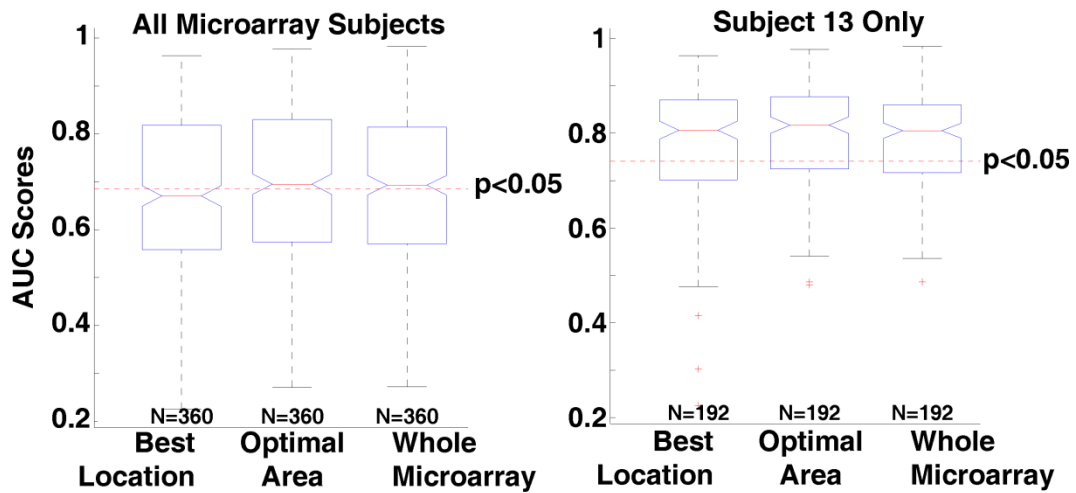 All Microarray Subjects
1
0.8
0.6
0.4
0.2
AUC Scores
p<0.05
N=360 N=360 N=360
Best Optimal Whole
Location Area Microarray
Subject 13 Only
1
0.8
0.6
0.4
0.2
p<0.05
N=192 N=192 N=192
Best Optimal Whole
Location Area Microarray